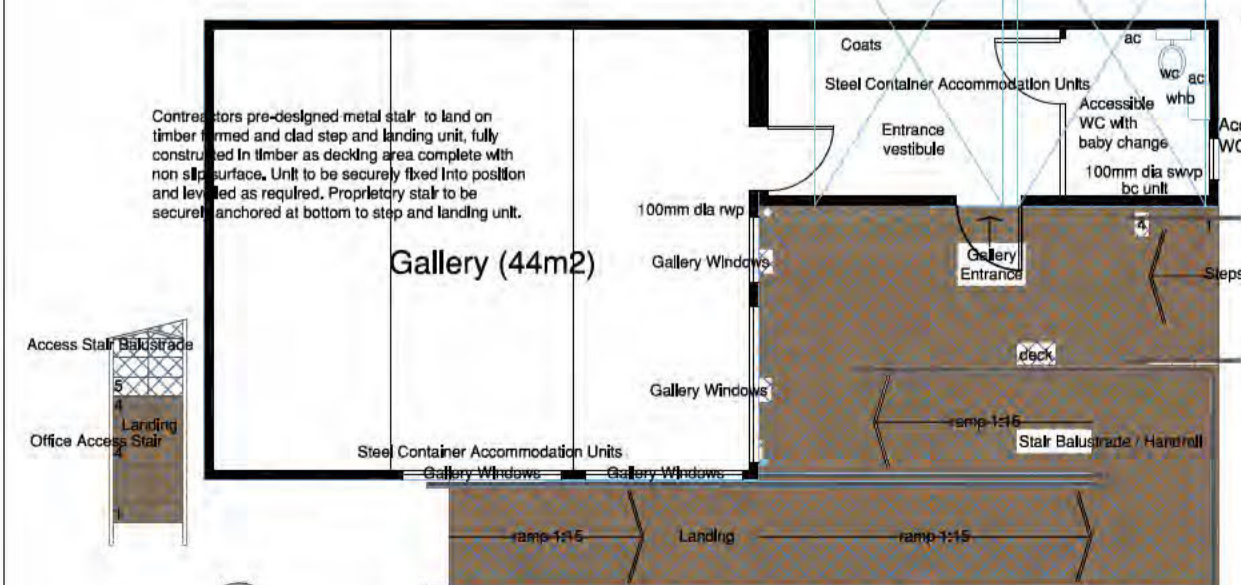 Coats
ac
Steel Container Accommodation Units
wc
ac
whb
Contreactors pre-designed metal stair to land on
timber formed and clad step and landing unit, fully
constructed in timber as decking area complete with
non slip surface. Unit to be securely fixed into position
and levelled as required. Proprietory stair to be
securely anchored at bottom to step and landing unit.
Entrance
vestibule
Accessible
WC with
baby change
100mm dia swvp
bc unit
100mm dia rwp
Gallery (44m2)
Gallery Windows
Gallery
Entrance
4
1
Steps
Access Stair Balustrade
deck
5
4
Landing
Office Access Stair
4
1
Gallery Windows
ramp 1:15
Stair Balustrade / Handrail
Steel Container Accommodation Units
Gallery Windows
Gallery Windows
ramp 1:15
Landing
ramp 1:15